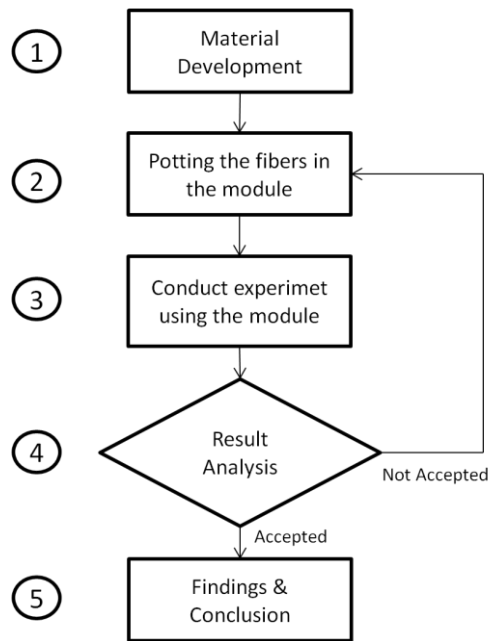 1
Material
Development
2
Potting the fibers in
the module
3
Conduct experimet
using the module
4
Result
Analysis
Not Accepted
Accepted
5
Findings &
Conclusion